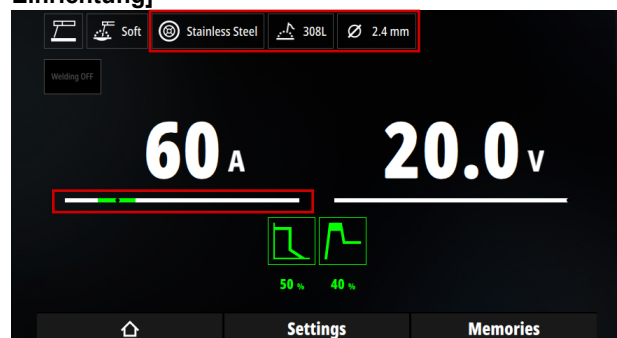 Einrichtung]
Soft Stainless Steel 308L Ø 2.4 mm
Welding OFF
60 A 20.0 V
50 % 40 %
Settings Memories